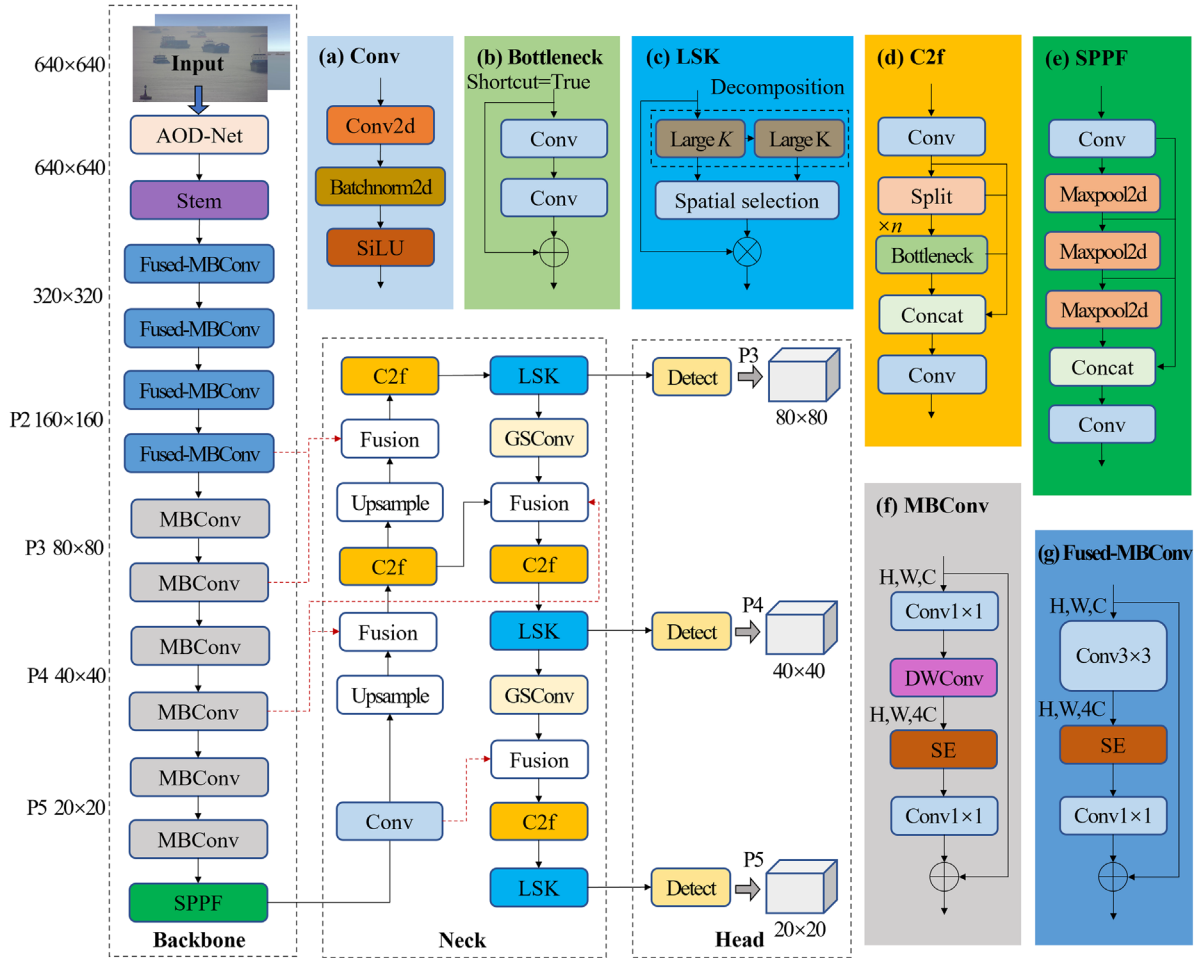 640×640
Input
AOD-Net
640×640
Stem
Fused-MBConv
320×320
Fused-MBConv
Fused-MBConv
P2 160×160
Fused-MBConv
MBConv
P3 80×80
MBConv
MBConv
P4 40×40
MBConv
MBConv
P5 20×20
MBConv
SPPF
Backbone
C2f
Fusion
Upsample
C2f
Fusion
Upsample
Conv
LSK
GSConv
Fusion
C2f
LSK
GSConv
Fusion
C2f
LSK
Neck
Detect
P3
80×80
Detect
P4
40×40
Detect
P5
20×20
Head
(a) Conv
Conv2d
Batchnorm2d
SiLU
(b) Bottleneck
Shortcut=True
Conv
Conv
(c) LSK
Decomposition
Large K
Large K
Spatial selection
(d) C2f
Conv
Split
×n
Bottleneck
Concat
Conv
(e) SPPF
Conv
Maxpool2d
Maxpool2d
Maxpool2d
Concat
Conv
(f) MBConv
H,W,C
Conv1×1
DWConv
H,W,4C
SE
Conv1×1
(g) Fused-MBConv
H,W,C
Conv3×3
H,W,4C
SE
Conv1×1